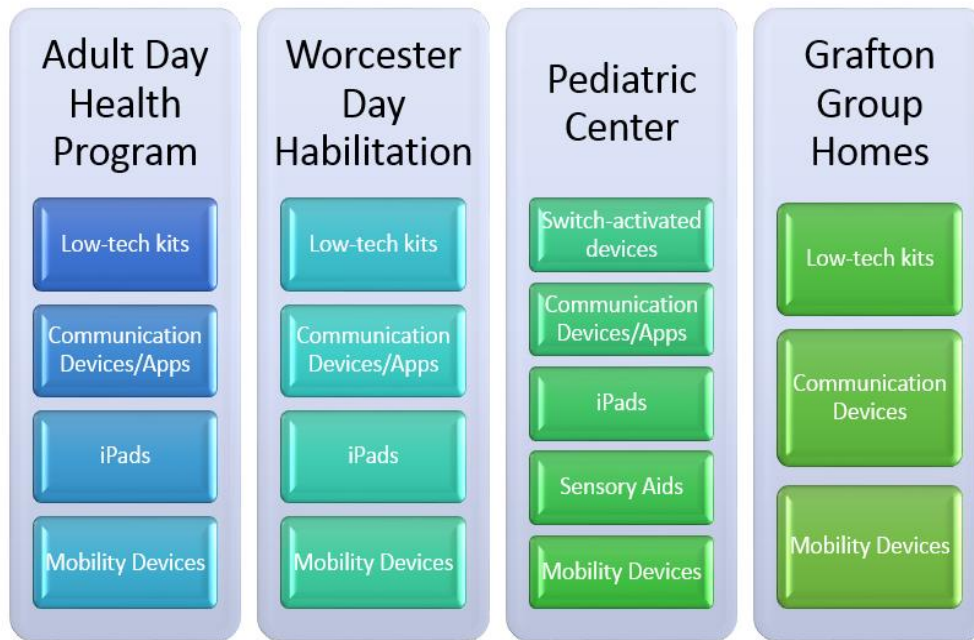 Adult Day
Health
Program
Low-tech kits
Communication
Devices/Apps
iPads
Mobility Devices
Worcester
Day
Habilitation
Low-tech kits
Communication
Devices/Apps
iPads
Mobility Devices
Pediatric
Center
Switch-activated
devices
Communication
Devices/Apps
iPads
Sensory Aids
Mobility Devices
Grafton
Group
Homes
Low-tech kits
Communication
Devices
Mobility Devices